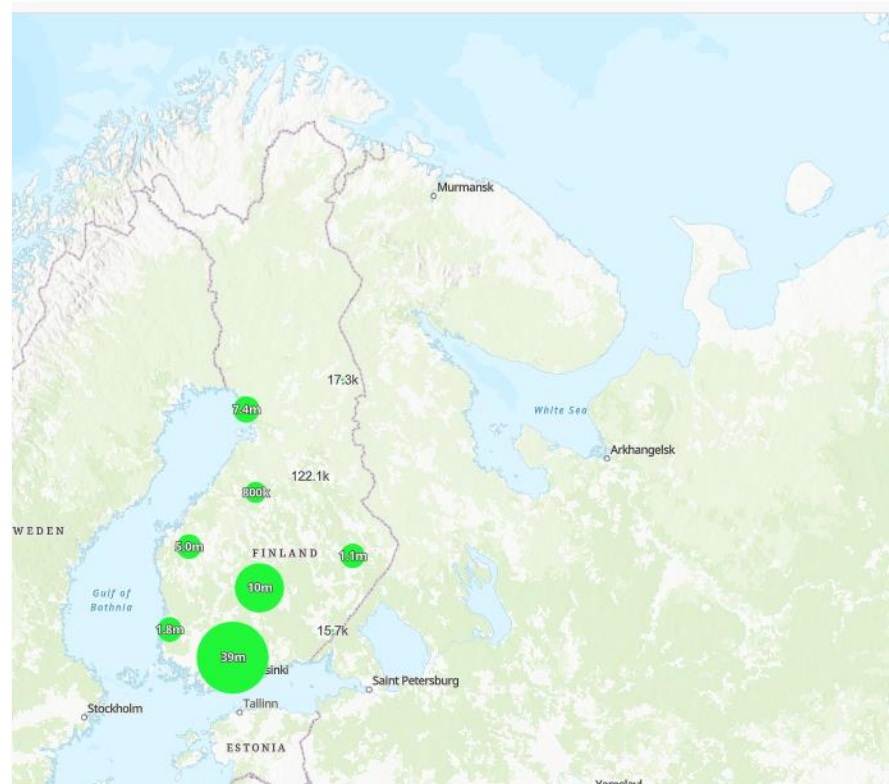 Murmansk
17.3k
7.4m
White Sea
Arkhangelsk
122.1k
800k
WEDEN
5.0m
FINLAND
1.1m
10m
Gulf of
Bothnia
1.8m
15.7k
39m
sinki
Saint Petersburg
Tallinn
Stockholm
ESTONIA